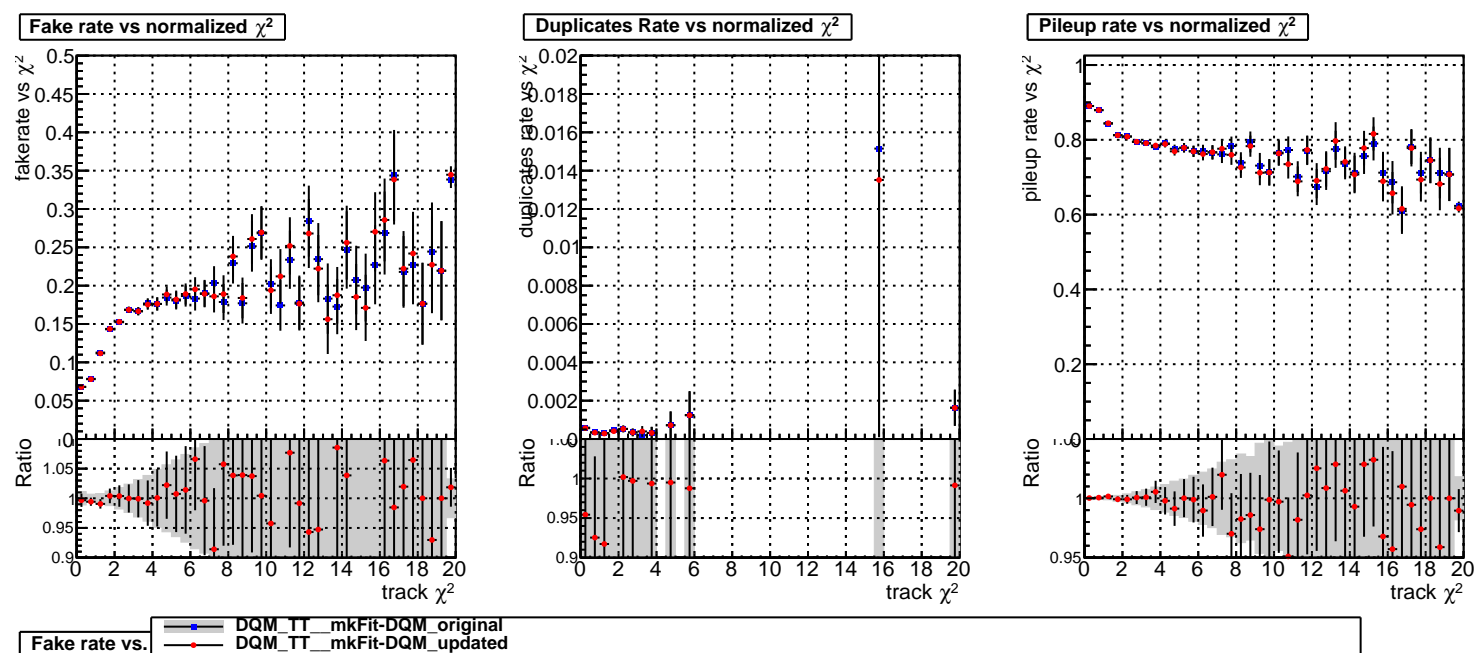 Fake rate vs normalized χ²
fakerate vs χ²
0.5
0.45
0.4
0.35
0.3
0.25
0.2
0.15
0.1
0.05
0
Ratio
1.05
1
0.95
0.9
0 2 4 6 8 10 12 14 16 18 20
track χ²
Duplicates Rate vs normalized χ²
duplicates rate vs χ²
0.02
0.018
0.016
0.014
0.012
0.01
0.008
0.006
0.004
0.002
0
Ratio
1
0.95
0.9
0 2 4 6 8 10 12 14 16 18 20
track χ²
Pileup rate vs normalized χ²
pileup rate vs χ²
1
0.8
0.6
0.4
0.2
0
Ratio
1
0.95
0 2 4 6 8 10 12 14 16 18 20
track χ²
Fake rate vs.
DQM_TT__mkFit-DQM_original
DQM_TT__mkFit-DQM_updated